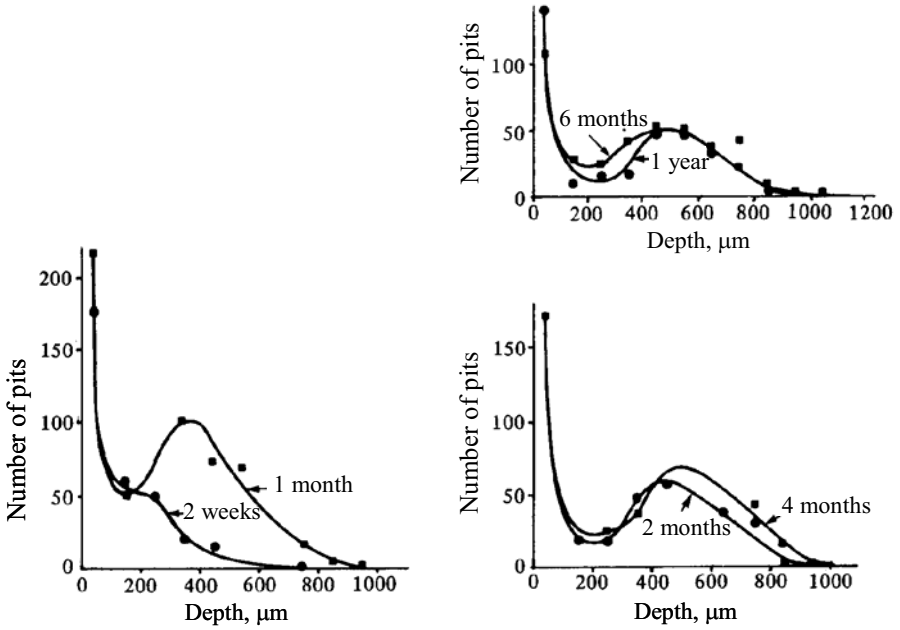 Number of pits
100
50
0
6 months
1 year
0
200
400
600
800
1000
1200
Depth, μm
Number of pits
200
150
100
50
0
1 month
2 weeks
0
200
400
600
800
1000
Depth, μm
Number of pits
150
100
50
0
4 months
2 months
0
200
400
600
800
1000
Depth, μm